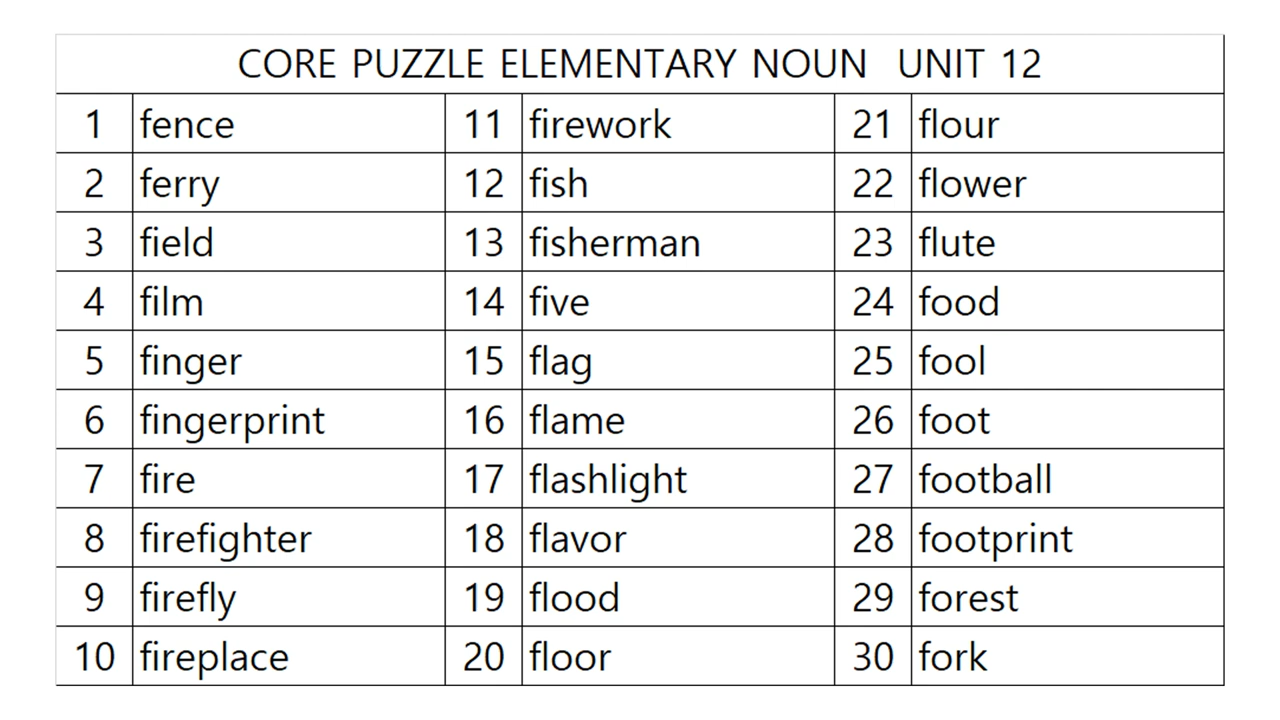 CORE PUZZLE ELEMENTARY NOUN  UNIT 12
1 fence 11 firework 21 flour
2 ferry 12 fish 22 flower
3 field 13 fisherman 23 flute
4 film 14 five 24 food
5 finger 15 flag 25 fool
6 fingerprint 16 flame 26 foot
7 fire 17 flashlight 27 football
8 firefighter 18 flavor 28 footprint
9 firefly 19 flood 29 forest
10 fireplace 20 floor 30 fork